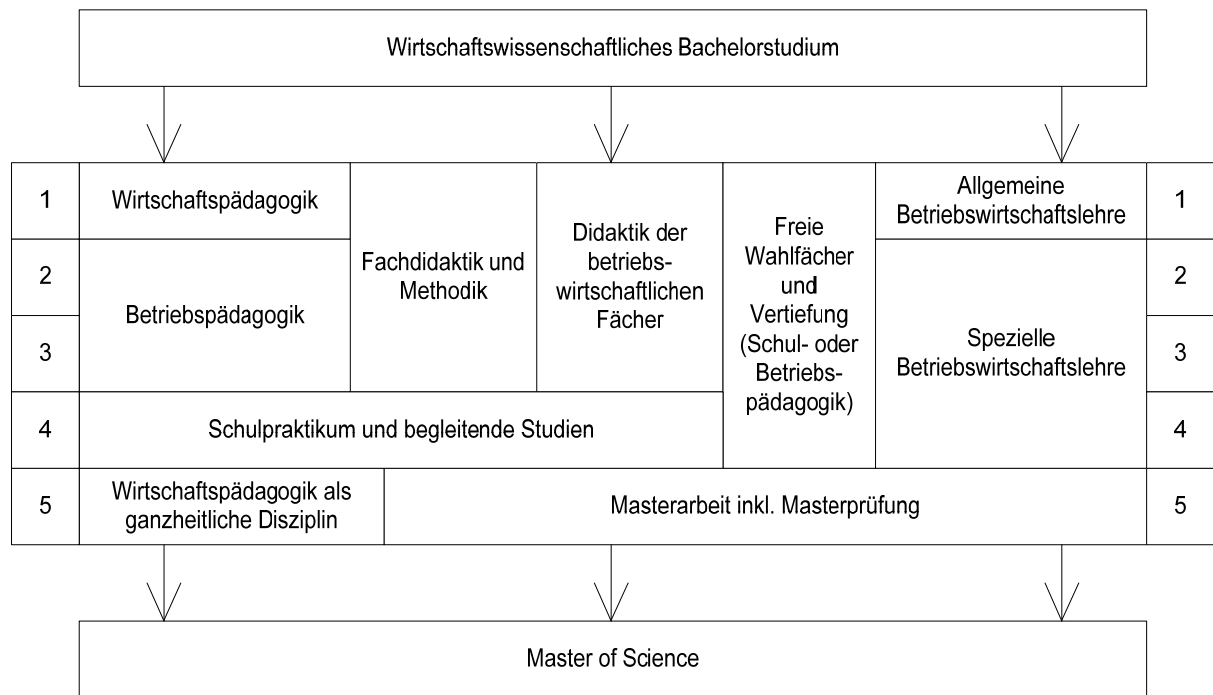 Wirtschaftswissenschaftliches Bachelorstudium
1
Wirtschaftspädagogik
Fachdidaktik und
Methodik
Didaktik der
betriebs-
wirtschaftlichen
Fächer
Freie
Wahlfächer
und
Vertiefung
(Schul- oder
Betriebs-
pädagogik)
Allgemeine
Betriebswirtschaftslehre
1
2
Betriebspädagogik
3
Spezielle
Betriebswirtschaftslehre
2
3
4
Schulpraktikum und begleitende Studien
4
5
Wirtschaftspädagogik als
ganzheitliche Disziplin
Masterarbeit inkl. Masterprüfung
5
Master of Science